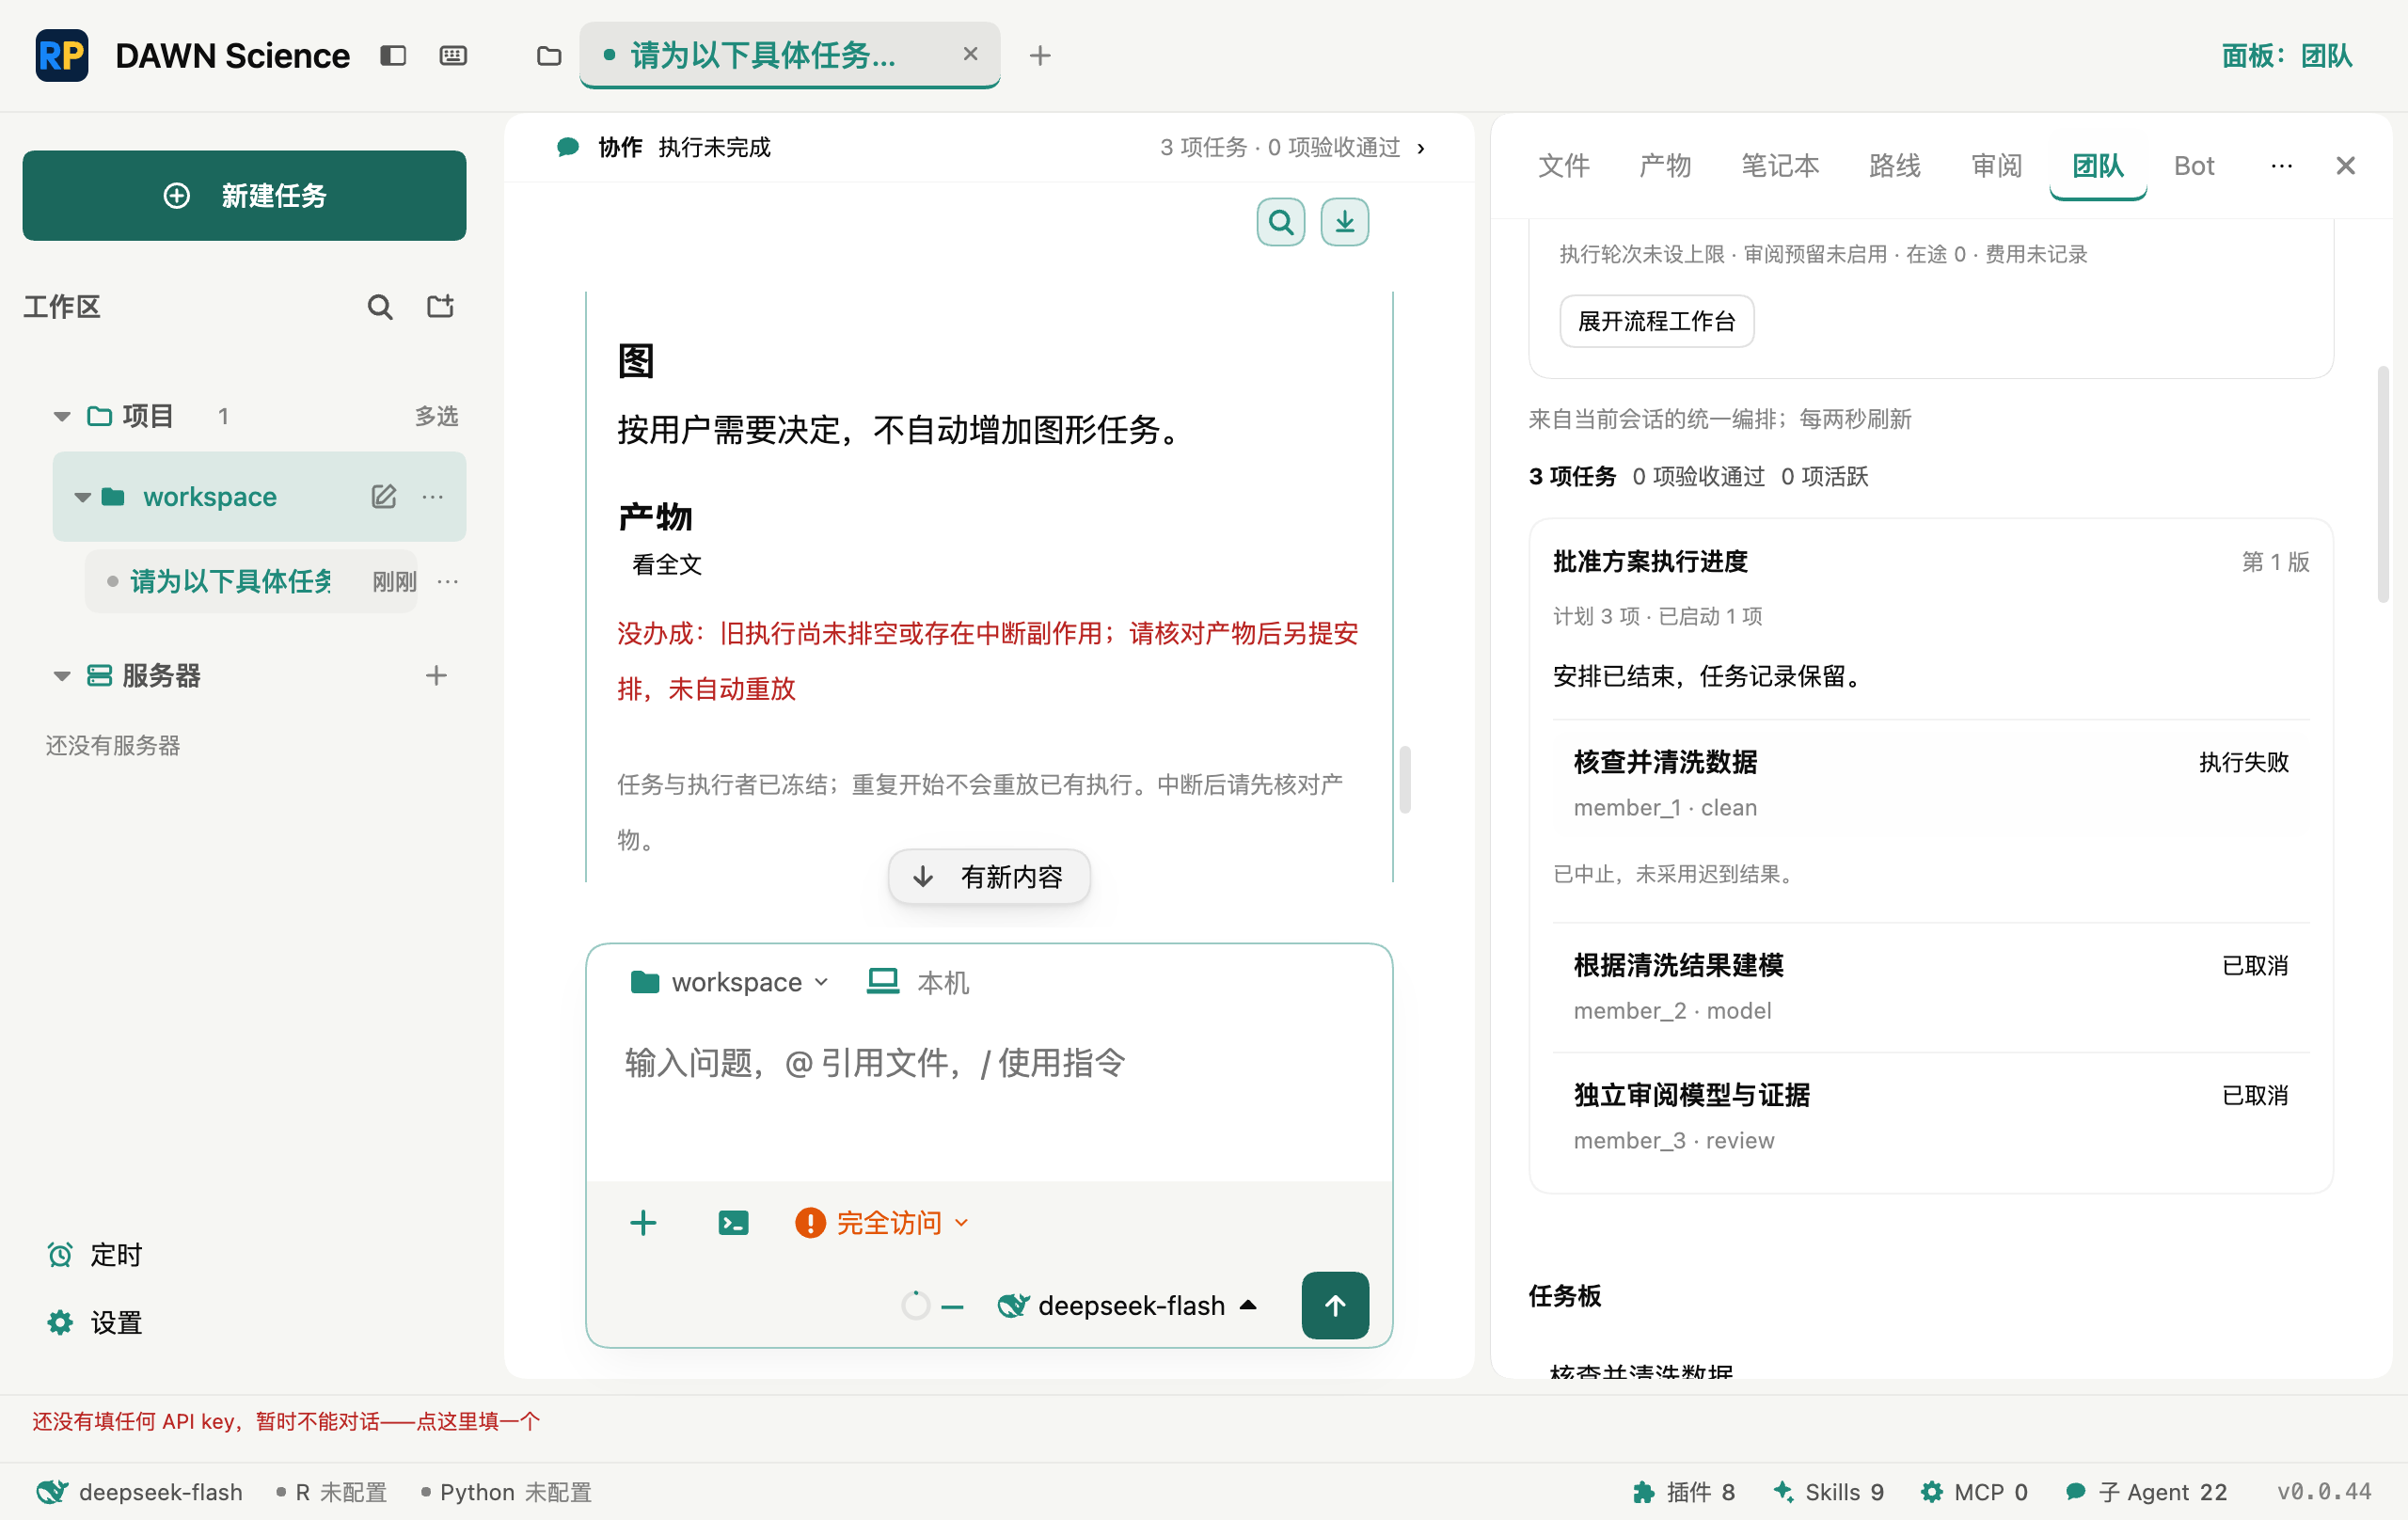 RP DAWN Science
请为以下具体任务...
面板：团队
新建任务
工作区
项目 1 多选
workspace
请为以下具体任务 刚刚
服务器
还没有服务器
定时
设置
协作 执行未完成 3 项任务 · 0 项验收通过
图
按用户需要决定，不自动增加图形任务。
产物
看全文
没办成：旧执行尚未排空或存在中断副作用；请核对产物后另提安
排，未自动重放
任务与执行者已冻结；重复开始不会重放已有执行。中断后请先核对产
物。
有新内容
workspace 本机
输入问题，@ 引用文件，/ 使用指令
完全访问
deepseek-flash
文件 产物 笔记本 路线 审阅 团队 Bot
执行轮次未设上限 · 审阅预留未启用 · 在途 0 · 费用未记录
展开流程工作台
来自当前会话的统一编排；每两秒刷新
3 项任务 0 项验收通过 0 项活跃
批准方案执行进度 第 1 版
计划 3 项 · 已启动 1 项
安排已结束，任务记录保留。
核查并清洗数据 执行失败
member_1 · clean
已中止，未采用迟到结果。
根据清洗结果建模 已取消
member_2 · model
独立审阅模型与证据 已取消
member_3 · review
任务板
核查并清洗数据
还没有填任何 API key，暂时不能对话——点这里填一个
deepseek-flash R 未配置 Python 未配置
插件 8 Skills 9 MCP 0 子 Agent 22 v0.0.44